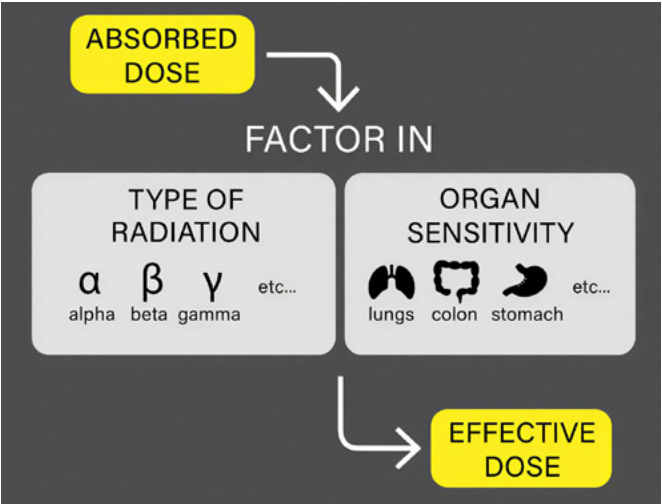 ABSORBED
DOSE
FACTOR IN
TYPE OF
RADIATION
α β γ etc...
alpha beta gamma
ORGAN
SENSITIVITY
etc...
lungs colon stomach
EFFECTIVE
DOSE